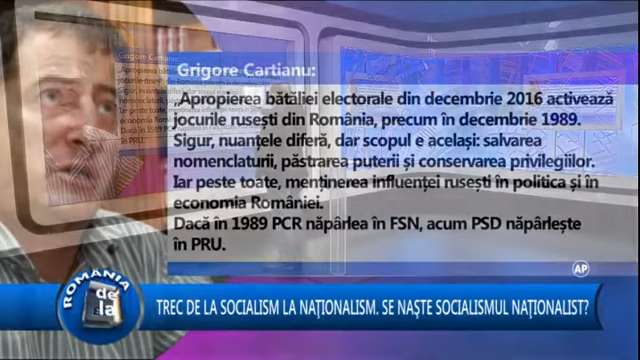 Grigore Cartianu:
„Apropierea bătăliei electorale din decembrie 2016 activează
jocurile rusești din România, precum în decembrie 1989.
Sigur, nuanțele diferă, dar scopul e același: salvarea
nomenclaturii, păstrarea puterii și conservarea privilegiilor.
Iar peste toate, menținerea influenței rusești în politica și în
economia României.
Dacă în 1989 PCR năpârlea în FSN, acum PSD năpârlește
în PRU.
AP
ROMANIA
de
la
TREC DE LA SOCIALISM LA NAȚIONALISM. SE NAȘTE SOCIALISMUL NAȚIONALIST?